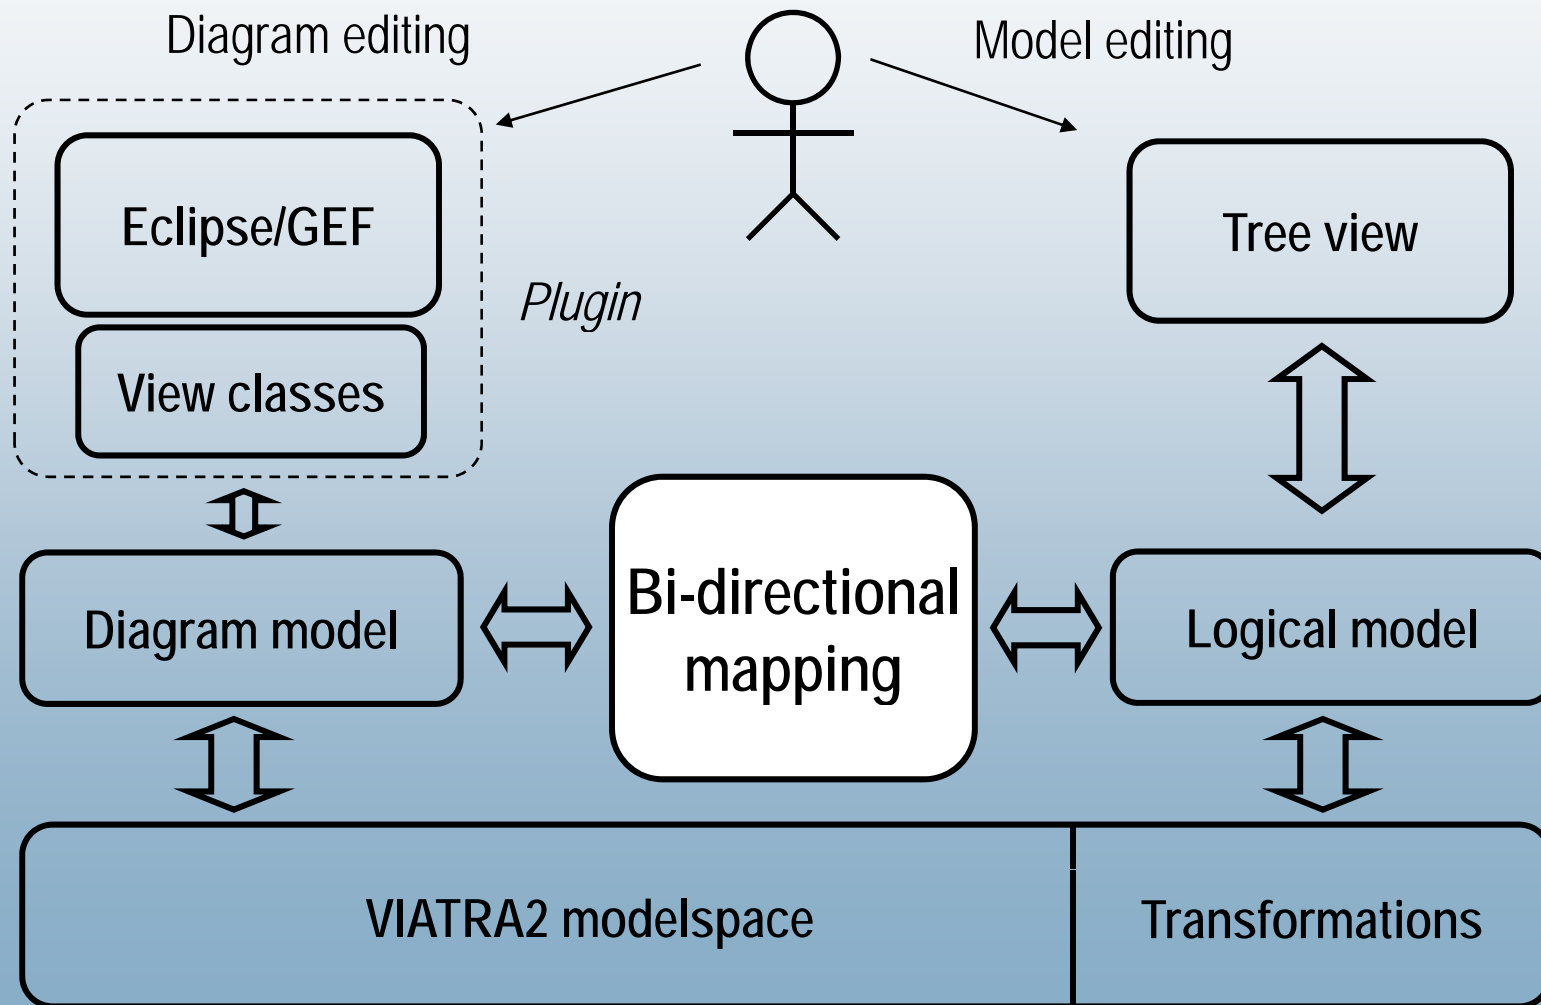 Diagram editing
Model editing
Eclipse/GEF
Tree view
Plugin
View classes
Bi-directional
mapping
Diagram model
Logical model
VIATRA2 modelspace
Transformations